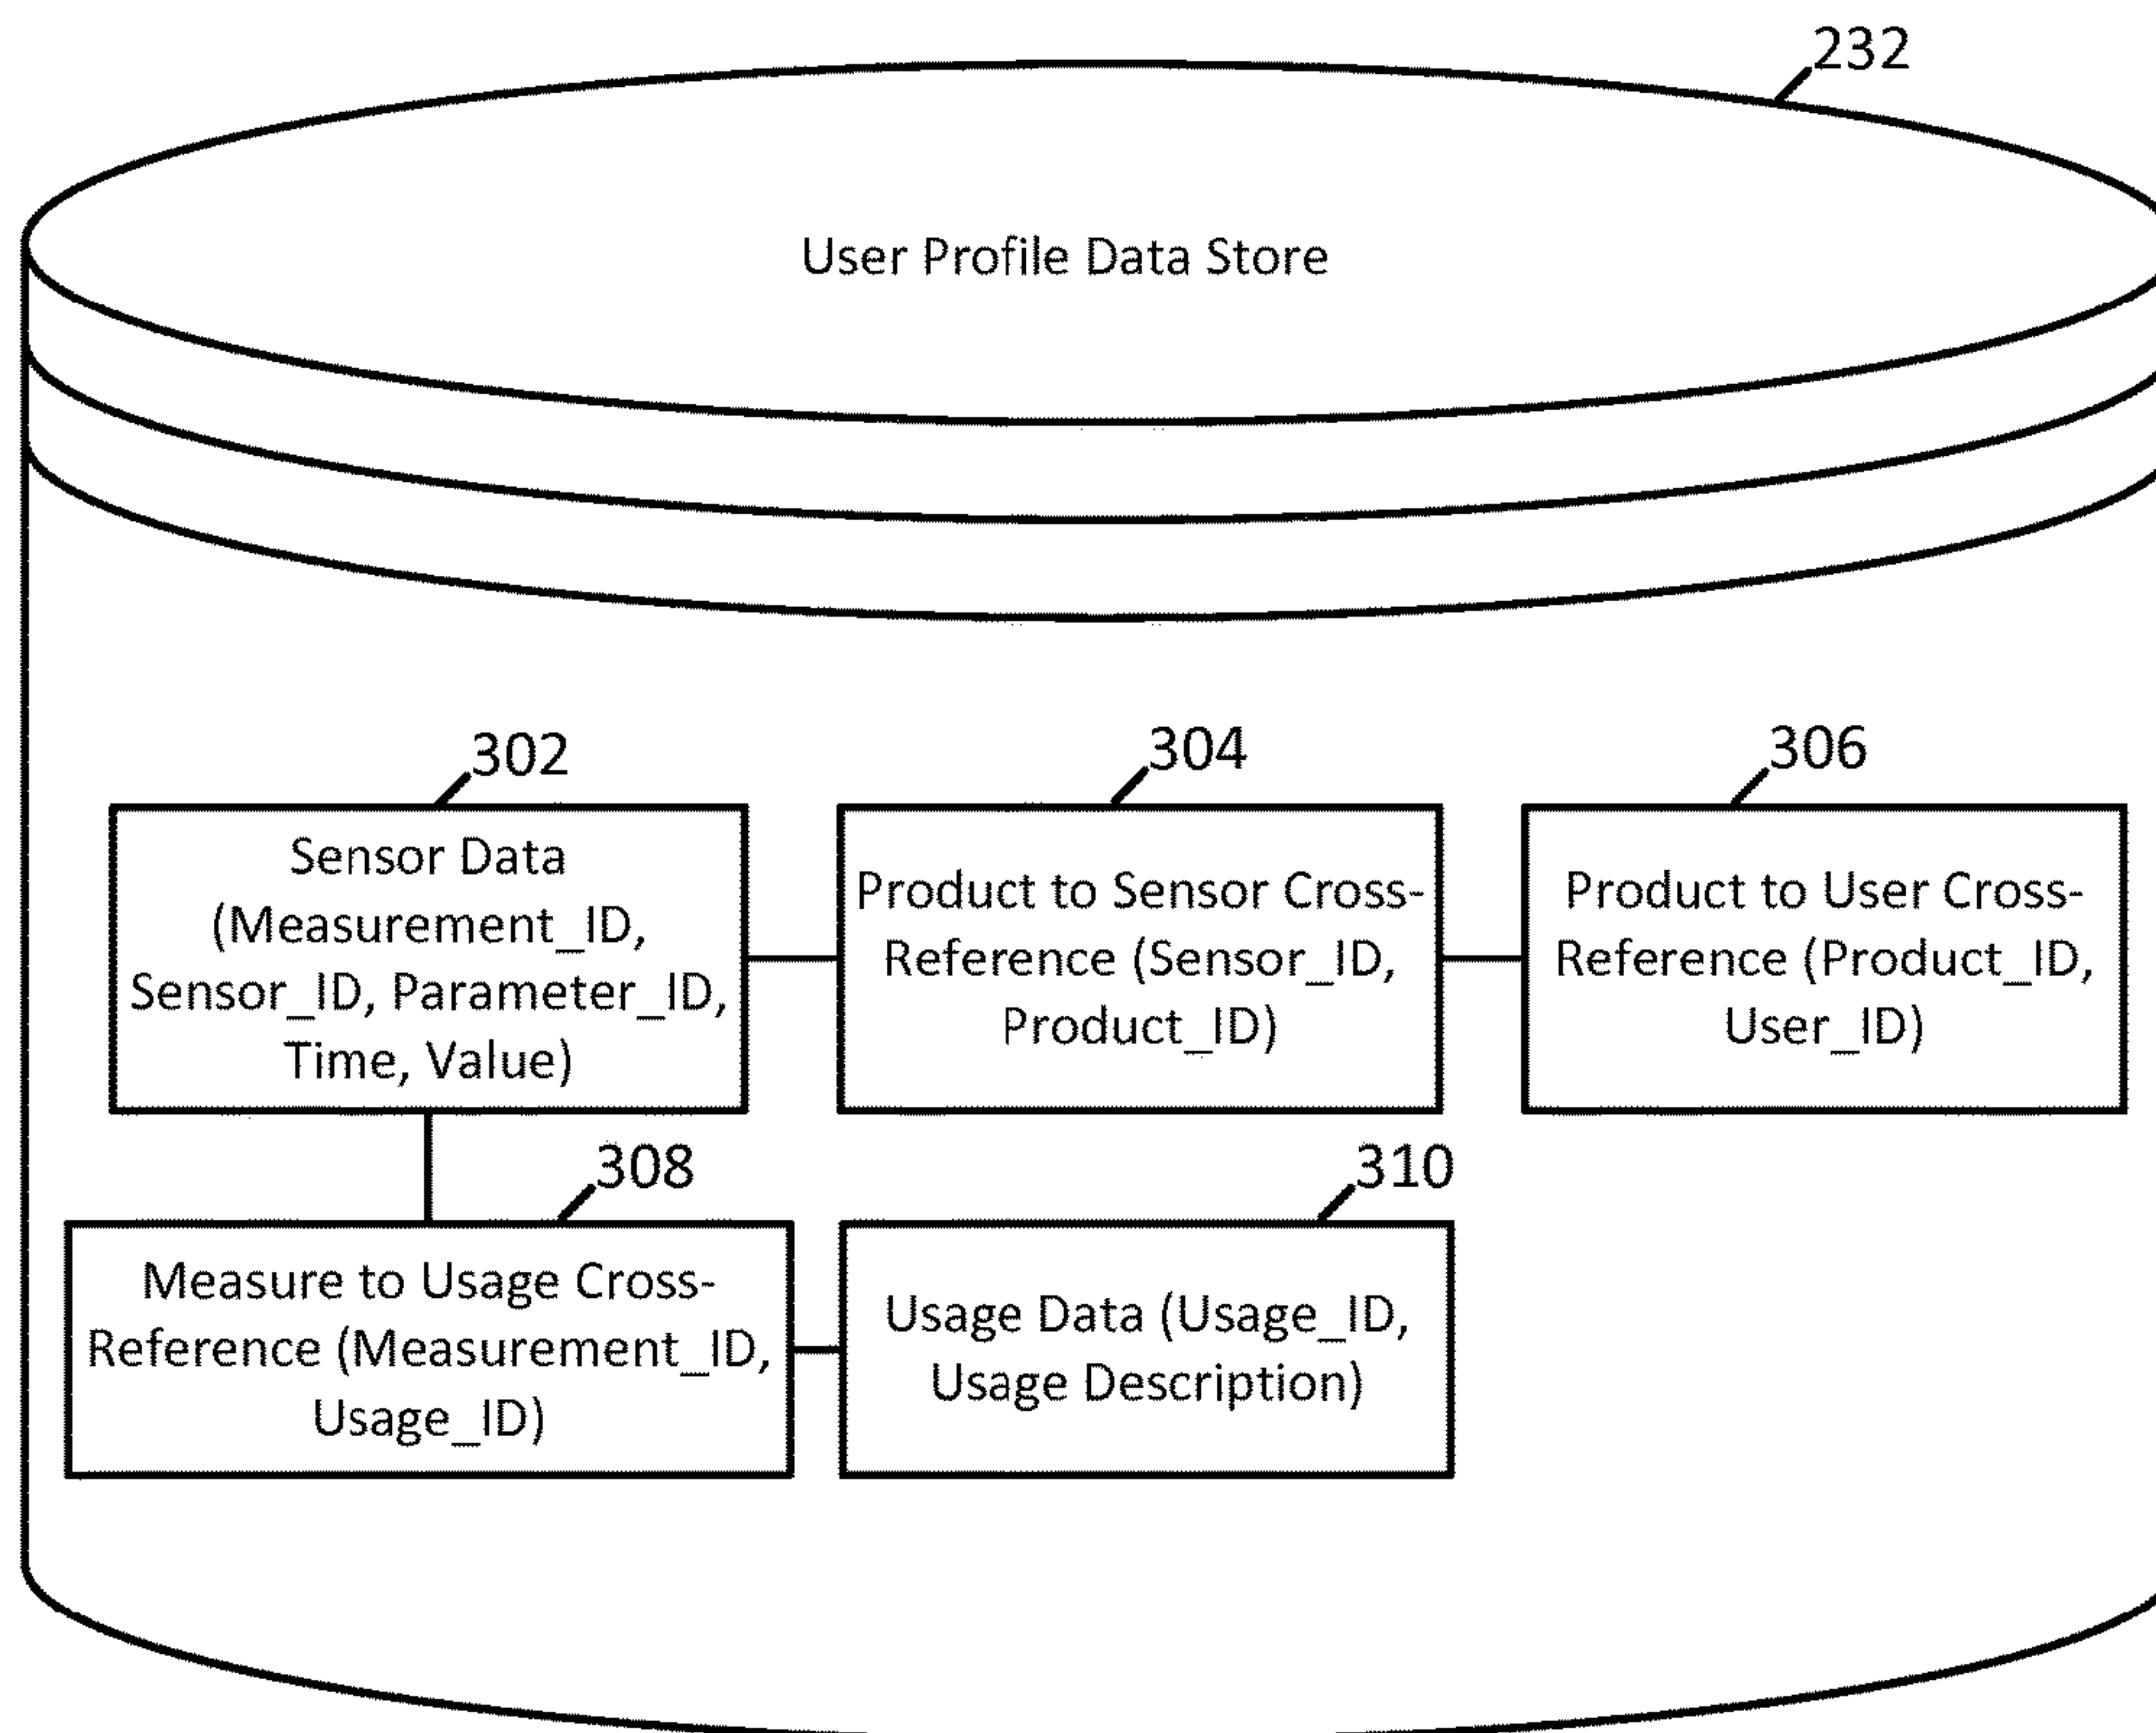 232
User Profile Data Store
302
304
306
Sensor Data
(Measurement_ID,
Sensor_ID, Parameter_ID,
Time, Value)
Product to Sensor Cross-
Reference (Sensor_ID,
Product_ID)
Product to User Cross-
Reference (Product_ID,
User_ID)
308
310
Measure to Usage Cross-
Reference (Measurement_ID,
Usage_ID)
Usage Data (Usage_ID,
Usage Description)